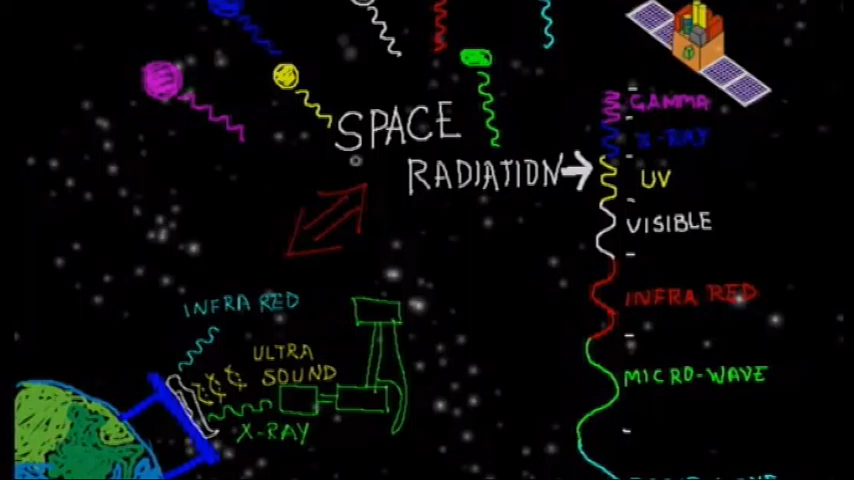 SPACE
RADIATION
GAMMA
X-RAY
UV
VISIBLE
INFRA RED
MICRO-WAVE
INFRA RED
ULTRA
SOUND
X-RAY